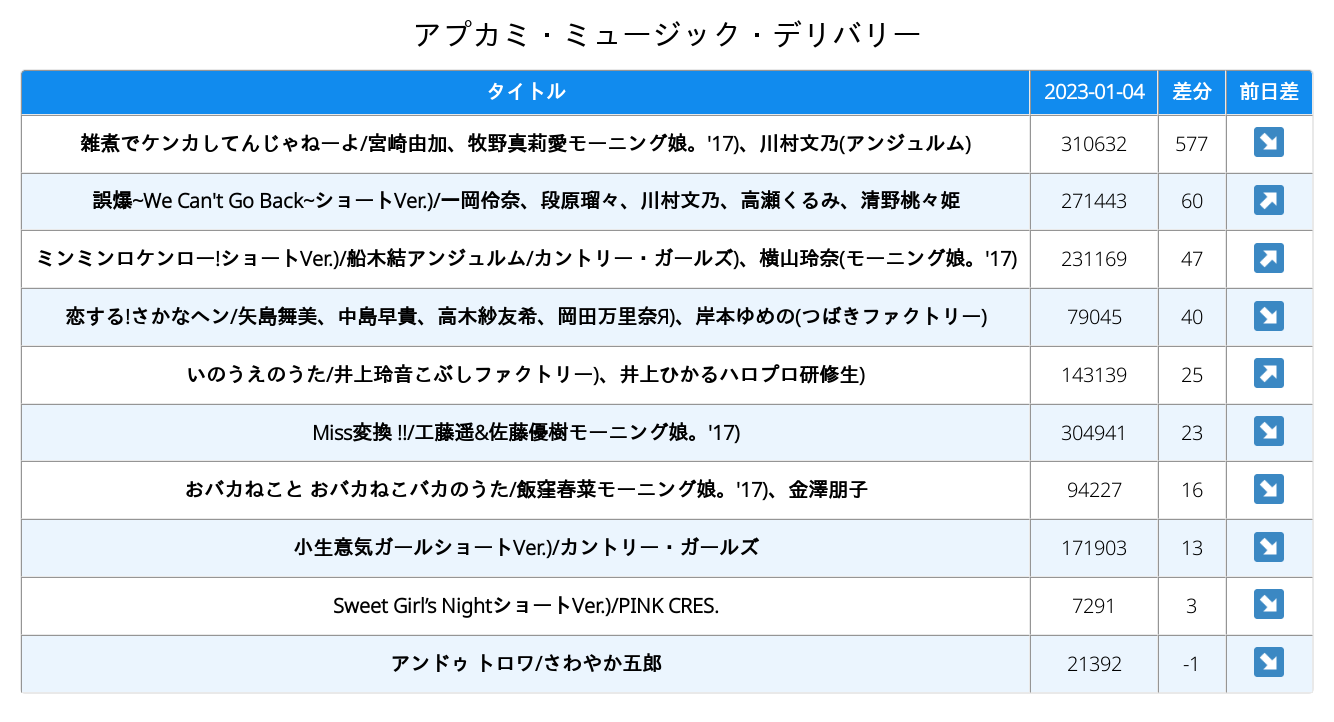 アプカミ・ミュージック・デリバリー
タイトル 2023-01-04 差分 前日差
雑煮でケンカしてんじゃねーよ/宮崎由加、牧野真莉愛モーニング娘。'17)、川村文乃(アンジュルム) 310632 577
誤爆~We Can't Go Back~ショートVer.)/一岡伶奈、段原瑠々、川村文乃、高瀬くるみ、清野桃々姫 271443 60
ミンミンロケンロー!ショートVer.)/船木結アンジュルム/カントリー・ガールズ)、横山玲奈(モーニング娘。'17) 231169 47
恋する!さかなヘン/矢島舞美、中島早貴、高木紗友希、岡田万里奈Я)、岸本ゆめの(つばきファクトリー) 79045 40
いのうえのうた/井上玲音こぶしファクトリー)、井上ひかるハロプロ研修生) 143139 25
Miss変換 !!/工藤遥&佐藤優樹モーニング娘。'17) 304941 23
おバカねこと おバカねこバカのうた/飯窪春菜モーニング娘。'17)、金澤朋子 94227 16
小生意気ガールショートVer.)/カントリー・ガールズ 171903 13
Sweet Girl’s NightショートVer.)/PINK CRES. 7291 3
アンドゥ トロワ/さわやか五郎 21392 -1